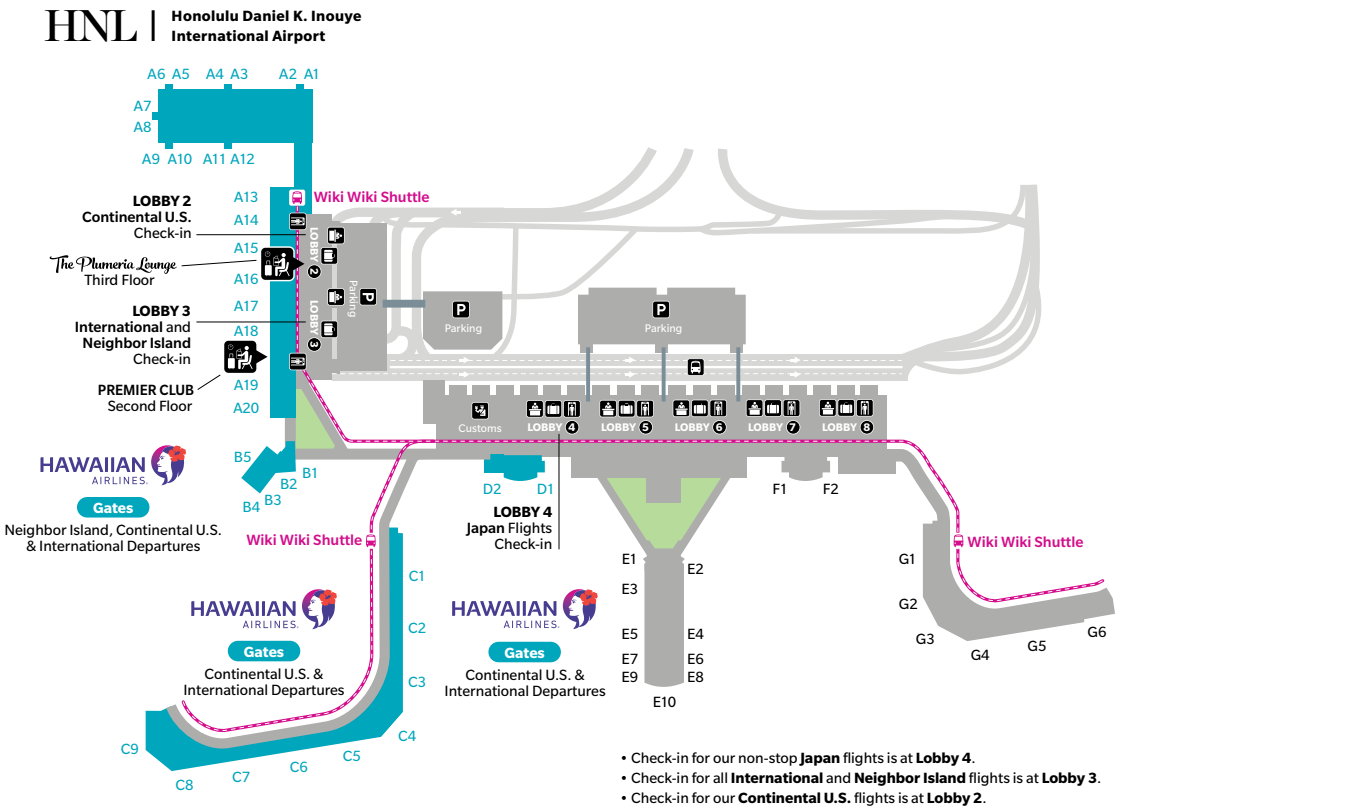 HNL
Honolulu Daniel K. Inouye
International Airport
A6 A5 A4 A3 A2 A1
A7
A8
A9 A10 A11 A12
A13
Wiki Wiki Shuttle
LOBBY 2
Continental U.S.
Check-in
A14
A15
The Plumeria Lounge
Third Floor
A16
LOBBY 2
LOBBY 3
International and
Neighbor Island
Check-in
A17
A18
LOBBY 3
P
Parking
P
Parking
P
Parking
PREMIER CLUB
Second Floor
A19
A20
Customs
LOBBY 4
LOBBY 5
LOBBY 6
LOBBY 7
LOBBY 8
B5
B1
B2
B3
B4
HAWAIIAN
AIRLINES.
Gates
Neighbor Island, Continental U.S.
& International Departures
D2 D1
F1 F2
LOBBY 4
Japan Flights
Check-in
Wiki Wiki Shuttle
Wiki Wiki Shuttle
E1
E2
E3
E5
E4
E7
E6
E9
E8
E10
G1
G2
G3
G4
G5
G6
C1
C2
C3
C4
C5
C6
C7
C8
C9
HAWAIIAN
AIRLINES.
Gates
Continental U.S. &
International Departures
HAWAIIAN
AIRLINES.
Gates
Continental U.S. &
International Departures
• Check-in for our non-stop Japan flights is at Lobby 4.
• Check-in for all International and Neighbor Island flights is at Lobby 3.
• Check-in for our Continental U.S. flights is at Lobby 2.